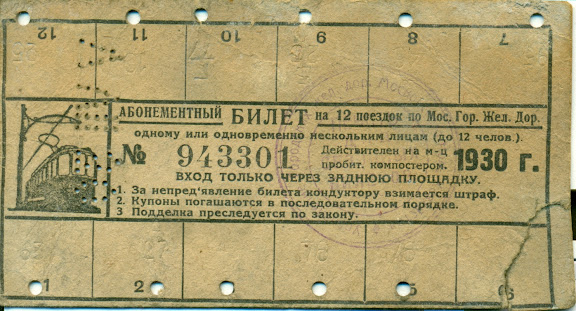 12 11 10 9 8 7
АБОНЕМЕНТНЫЙ БИЛЕТ на 12 поездок по Мос. Гор. Жел. Дор.
одному или одновременно нескольким лицам (до 12 челов.)
№ 943301 Действителен на м-ц
пробит. компостером. 1930 г.
ВХОД ТОЛЬКО ЧЕРЕЗ ЗАДНЮЮ ПЛОЩАДКУ.
1. За непред'явление билета кондуктору взимается штраф.
2. Купоны погашаются в последовательном порядке.
3 Подделка преследуется по закону.
1 2 3 4 5 6